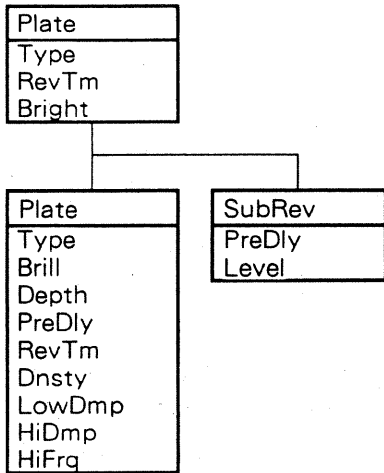 Plate
Type
RevTm
Bright
Plate
Type
Brill
Depth
PreDly
RevTm
Dnsty
LowDmp
HiDmp
HiFrq
SubRev
PreDly
Level